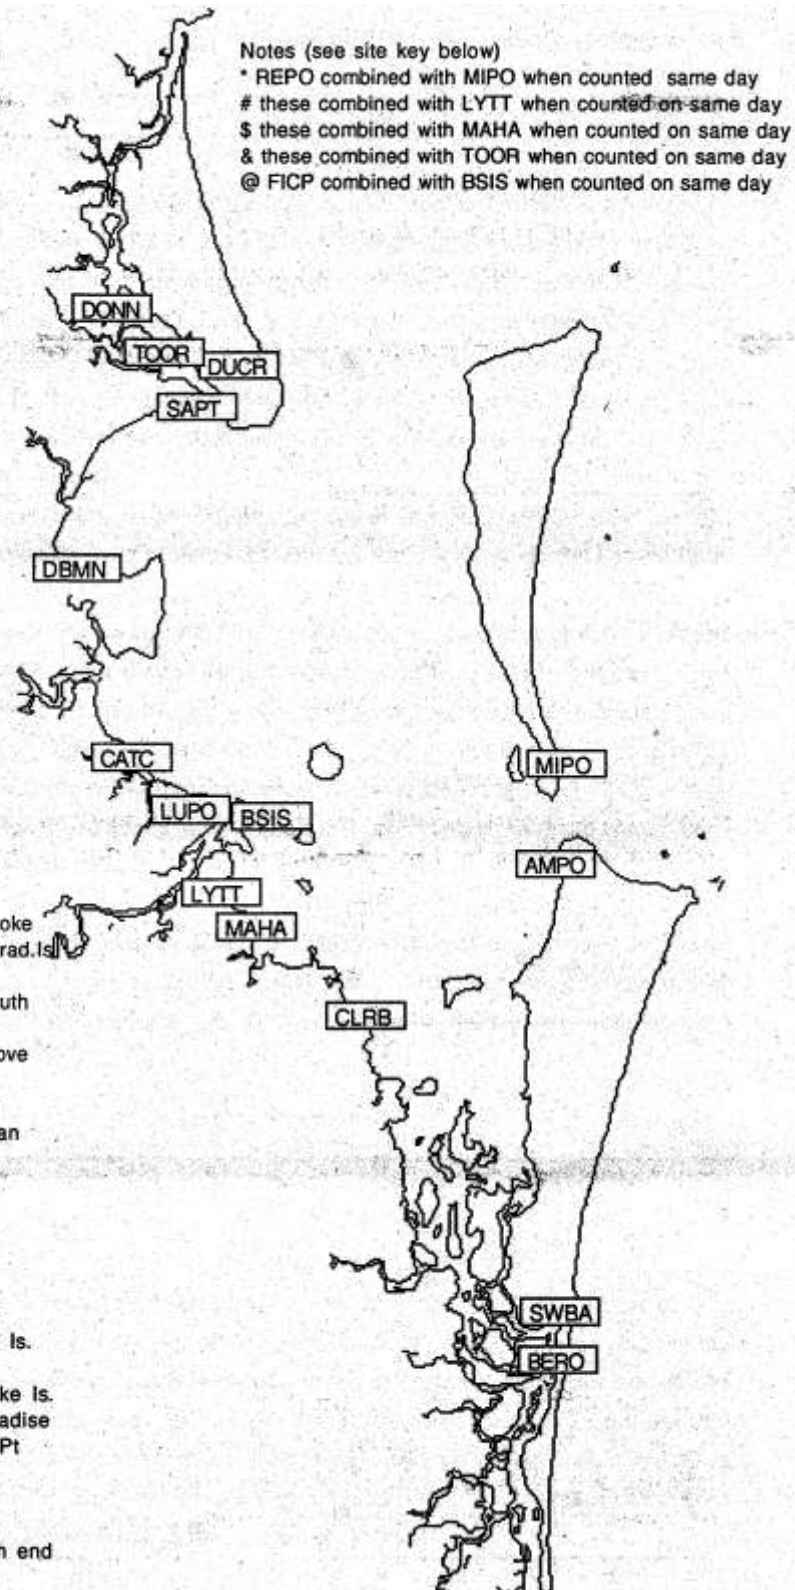 Notes (see site key below)
* REPO combined with MIPO when counted same day
# these combined with LYTT when counted on same day
$ these combined with MAHA when counted on same day
& these combined with TOOR when counted on same day
@ FICP combined with BSIS when counted on same day
DONN
TOOR
DUCR
SAPT
DBMN
CATC
MIPO
LUPO
BSIS
AMPO
LYTT
oke
MAHA
rad.Is
uth
CLRB
ove
an
SWBA
Is.
BERO
ke Is.
adise
Pt
h end